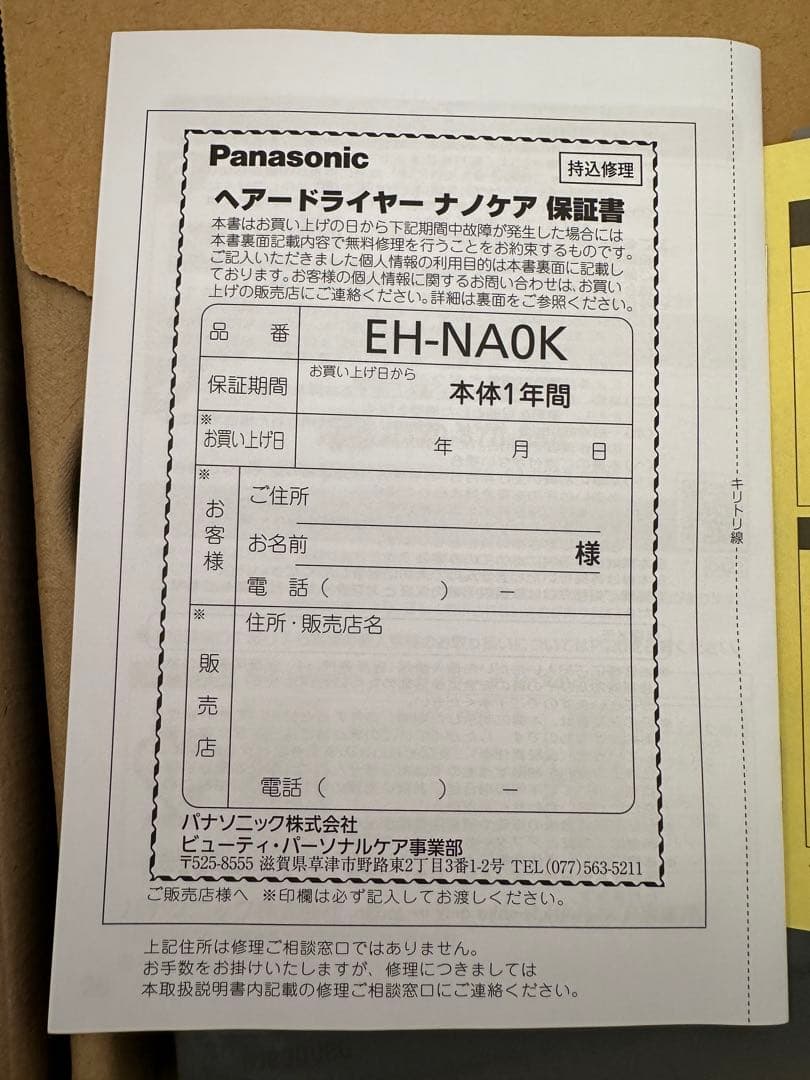 Panasonic
持込修理
ヘアードライヤー ナノケア 保証書
本書はお買い上げの日から下記期間中故障が発生した場合には
本書裏面記載内容で無料修理を行うことをお約束するものです。
ご記入いただきました個人情報の利用目的は本書裏面に記載し
ております。お客様の個人情報に関するお問い合わせは、お買い
上げの販売店にご連絡ください。詳細は裏面をご参照ください。
品 番 EH-NA0K
保証期間 お買い上げ日から 本体1年間
※
お買い上げ日 年 月 日
※
お客様
ご住所
お名前 様
電 話 ( ) −
※
販売店
住所・販売店名
電話 ( ) −
パナソニック株式会社
ビューティ・パーソナルケア事業部
〒525-8555 滋賀県草津市野路東2丁目3番1-2号 TEL(077)563-5211
ご販売店様へ ※印欄は必ず記入してお渡しください。
上記住所は修理ご相談窓口ではありません。
お手数をお掛けいたしますが、修理につきましては
本取扱説明書内記載の修理ご相談窓口にご連絡ください。
キリトリ線